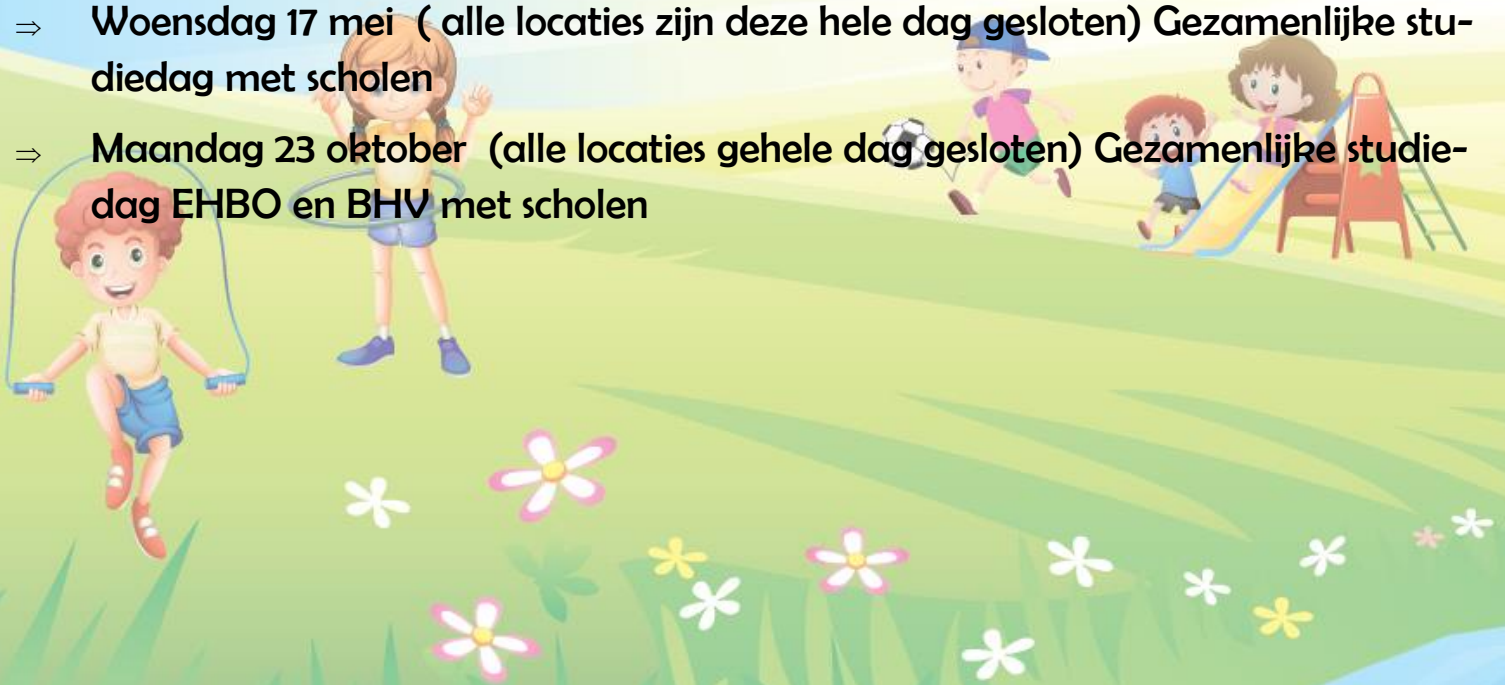 ⇒ Woensdag 17 mei ( alle locaties zijn deze hele dag gesloten) Gezamenlijke stu-
diedag met scholen
⇒ Maandag 23 oktober (alle locaties gehele dag gesloten) Gezamenlijke studie-
dag EHBO en BHV met scholen